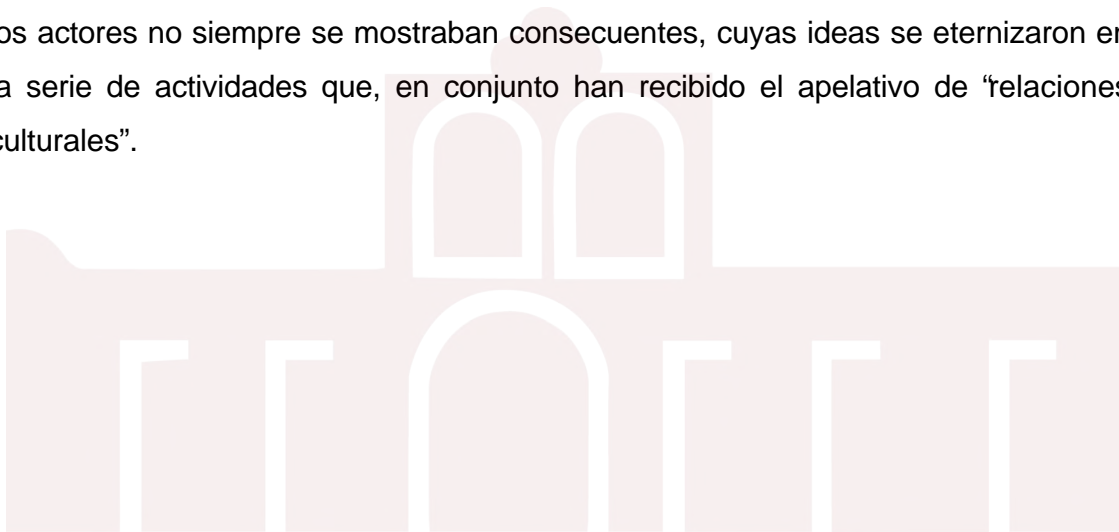 os actores no siempre se mostraban consecuentes, cuyas ideas se eternizaron en
a serie de actividades que, en conjunto han recibido el apelativo de “relaciones
culturales”.